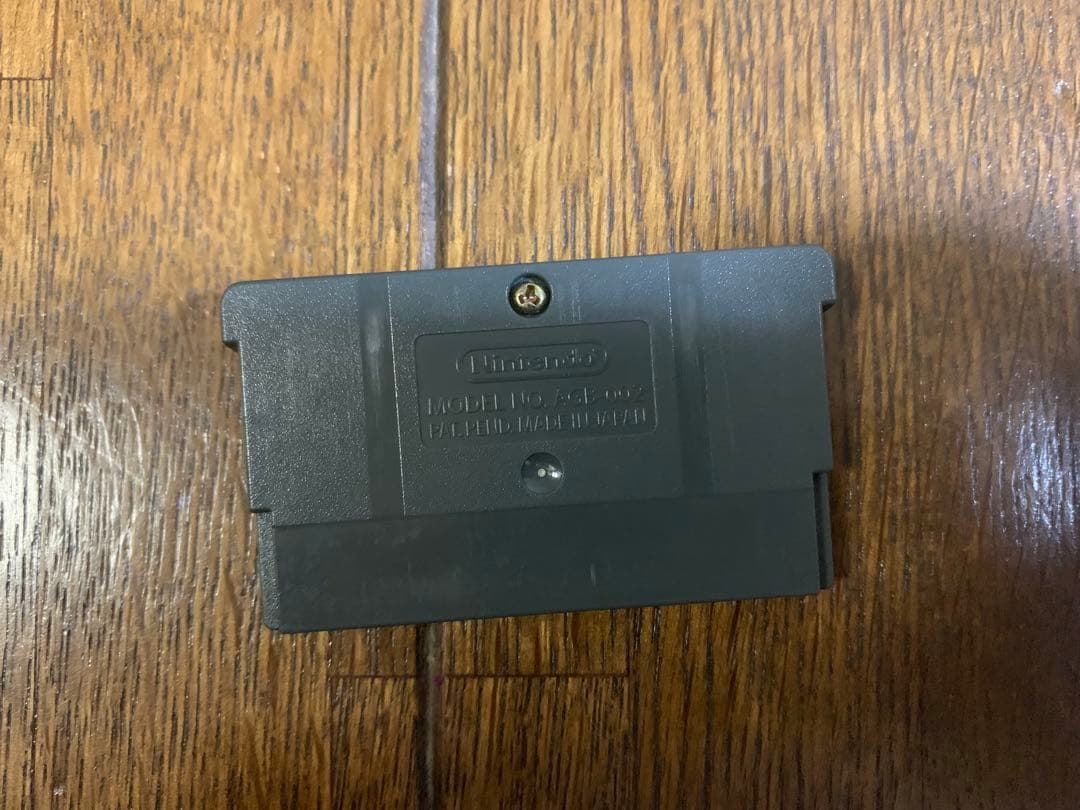 Nintendo
MODEL NO. AGB-002
PAT. PEND. MADE IN JAPAN